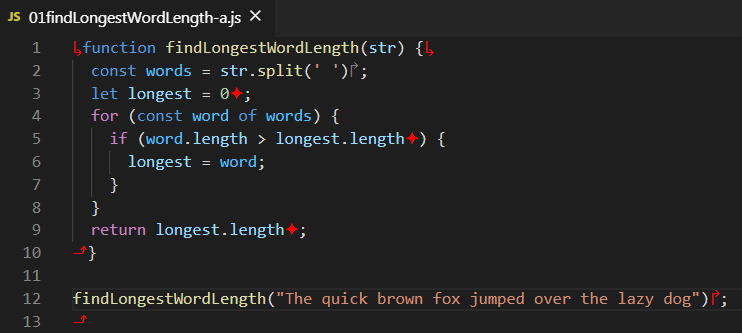 JS 01findLongestWordLength-a.js ✕
1 ↳function findLongestWordLength(str) {↳
2 const words = str.split(' ')↱;
3 let longest = 0✦;
4 for (const word of words) {
5 if (word.length > longest.length✦) {
6 longest = word;
7 }
8 }
9 return longest.length✦;
10 ⮥}
11
12 findLongestWordLength("The quick brown fox jumped over the lazy dog")↱;
13 ⮥